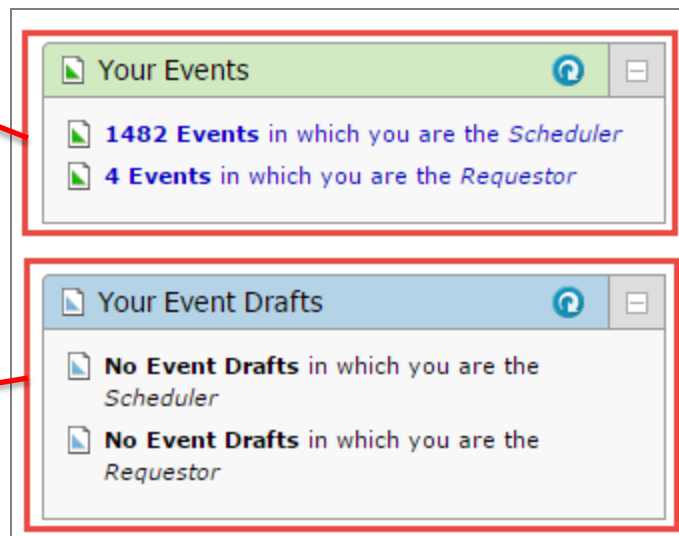 Your Events
1482 Events in which you are the Scheduler
4 Events in which you are the Requestor
Your Event Drafts
No Event Drafts in which you are the
Scheduler
No Event Drafts in which you are the
Requestor